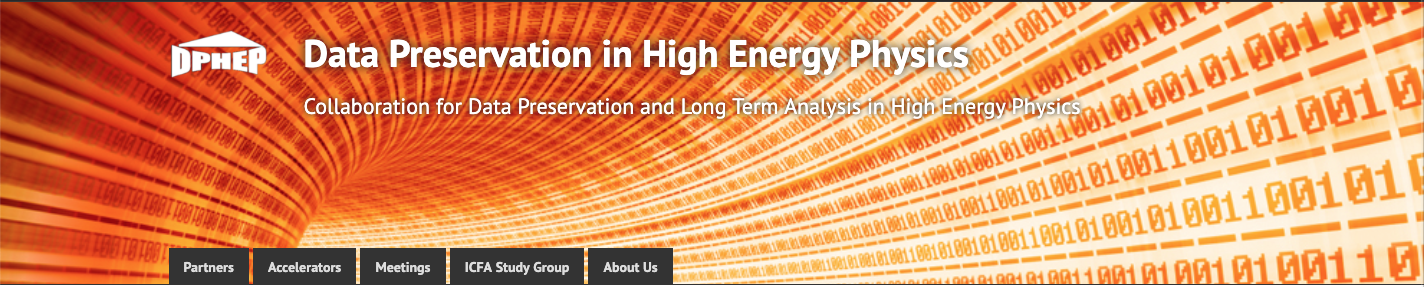 DPHEP
Data Preservation in High Energy Physics
Collaboration for Data Preservation and Long Term Analysis in High Energy Physics
Partners
Accelerators
Meetings
ICFA Study Group
About Us